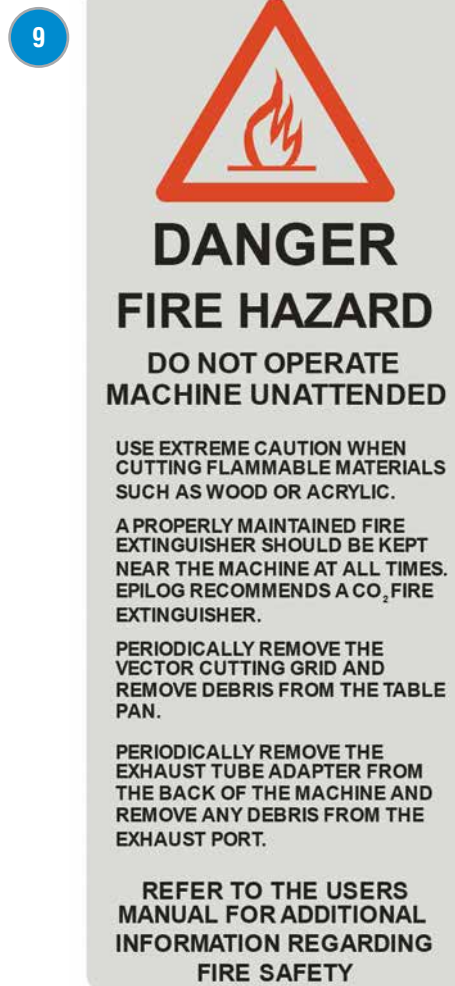 9
DANGER
FIRE HAZARD
DO NOT OPERATE
MACHINE UNATTENDED
USE EXTREME CAUTION WHEN
CUTTING FLAMMABLE MATERIALS
SUCH AS WOOD OR ACRYLIC.
A PROPERLY MAINTAINED FIRE
EXTINGUISHER SHOULD BE KEPT
NEAR THE MACHINE AT ALL TIMES.
EPILOG RECOMMENDS A CO₂ FIRE
EXTINGUISHER.
PERIODICALLY REMOVE THE
VECTOR CUTTING GRID AND
REMOVE DEBRIS FROM THE TABLE
PAN.
PERIODICALLY REMOVE THE
EXHAUST TUBE ADAPTER FROM
THE BACK OF THE MACHINE AND
REMOVE ANY DEBRIS FROM THE
EXHAUST PORT.
REFER TO THE USERS
MANUAL FOR ADDITIONAL
INFORMATION REGARDING
FIRE SAFETY